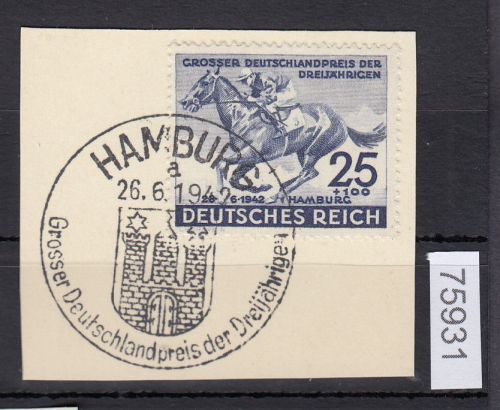 GROSSER DEUTSCHLANDPREIS DER
DREIJÄHRIGEN
25
+100
28 6·1942 HAMBURG
DEUTSCHES REICH
HAMBURG
a
26.6.1942
Grosser Deutschlandpreis der Dreijährigen
75931